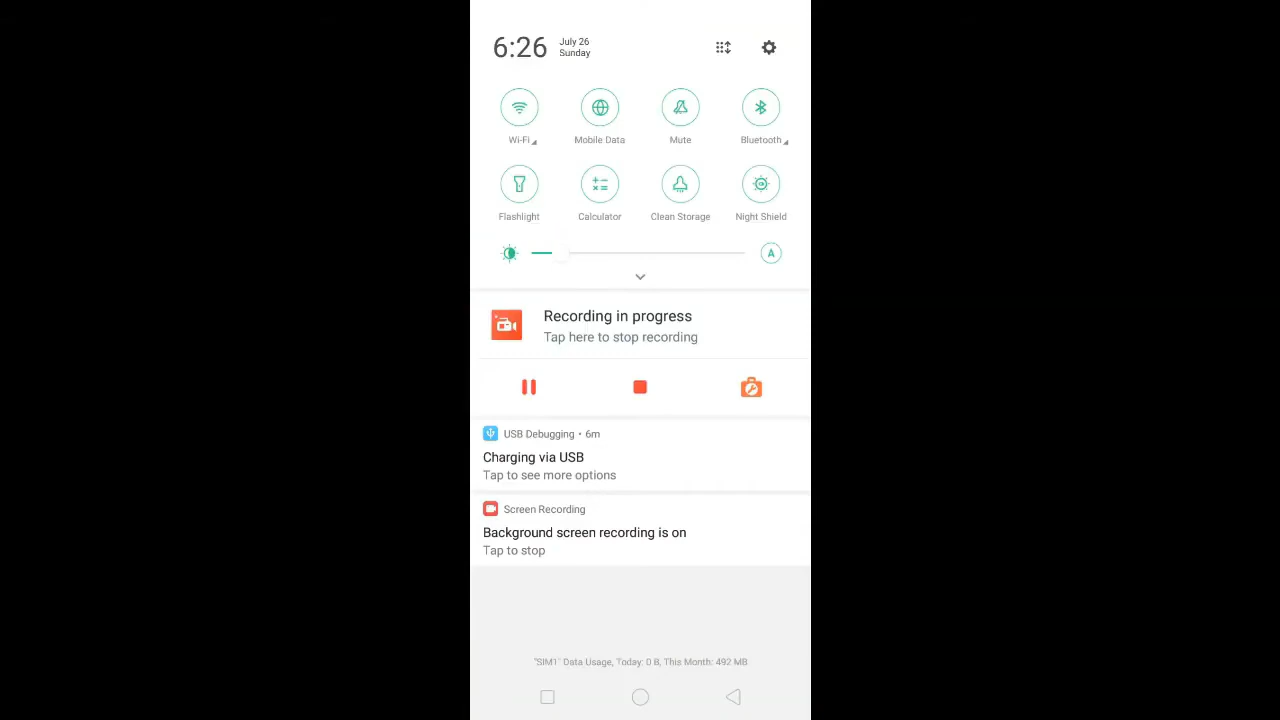 6:26
July 26
Sunday
Wi-Fi
Mobile Data
Mute
Bluetooth
Flashlight
Calculator
Clean Storage
Night Shield
A
Recording in progress
Tap here to stop recording
USB Debugging • 6m
Charging via USB
Tap to see more options
Screen Recording
Background screen recording is on
Tap to stop
"SIM1" Data Usage, Today: 0 B, This Month: 492 MB